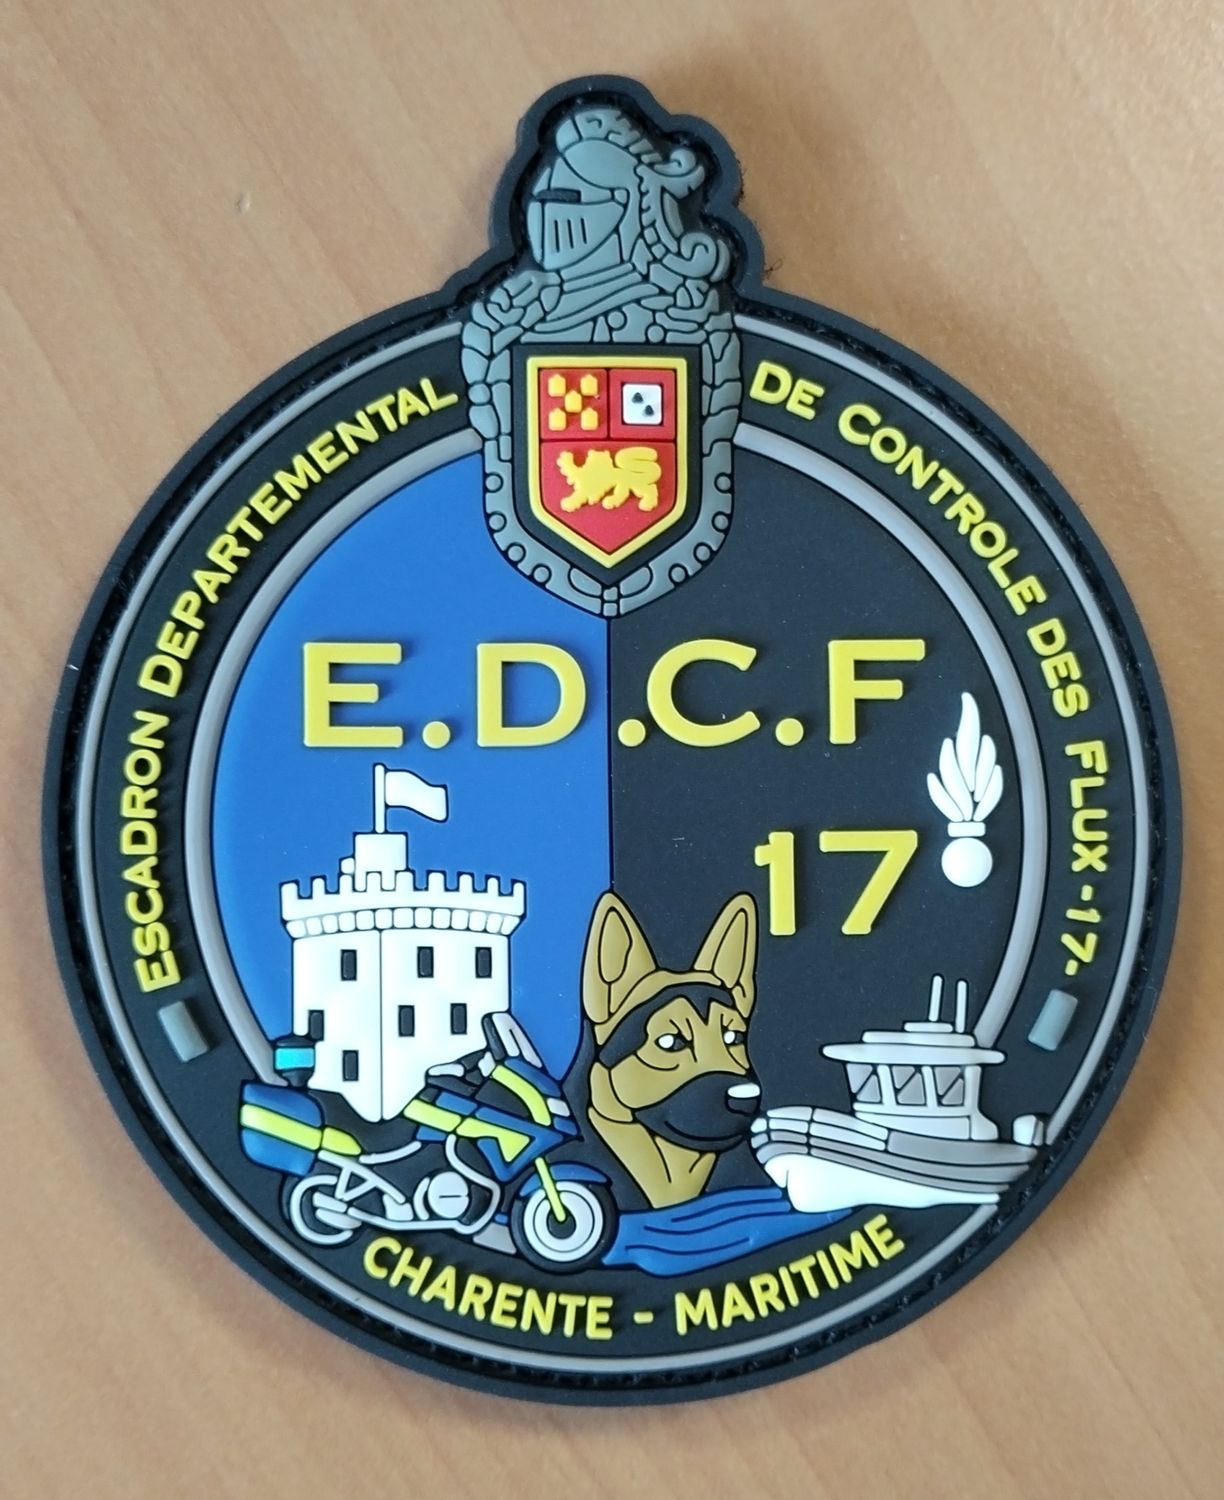 ESCADRON DEPARTEMENTAL DE CONTROLE DES FLUX -17-
E.D.C.F
17
CHARENTE - MARITIME